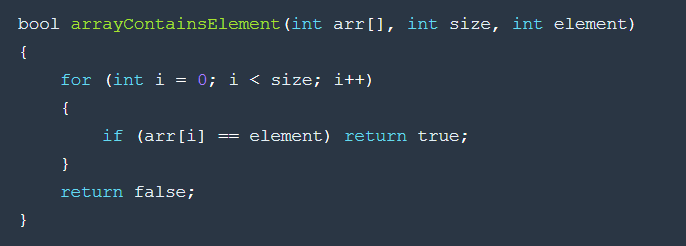 bool arrayContainsElement(int arr[], int size, int element)
{
    for (int i = 0; i < size; i++)
    {
        if (arr[i] == element) return true;
    }
    return false;
}